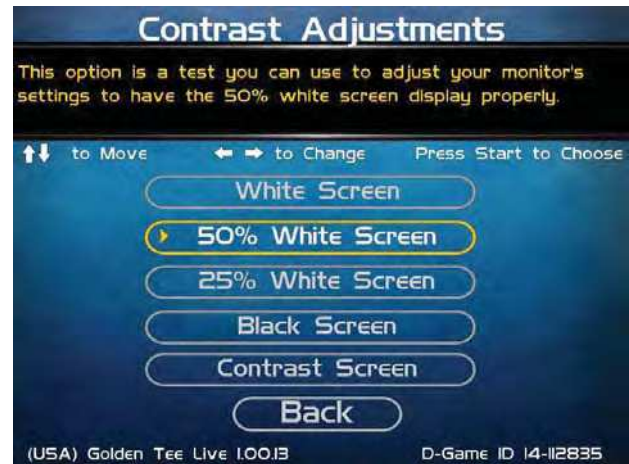 Contrast Adjustments
This option is a test you can use to adjust your monitor's
settings to have the 50% white screen display properly.
to Move to Change Press Start to Choose
White Screen
50% White Screen
25% White Screen
Black Screen
Contrast Screen
Back
(USA) Golden Tee Live 1.00.13 D-Game ID 14-112835